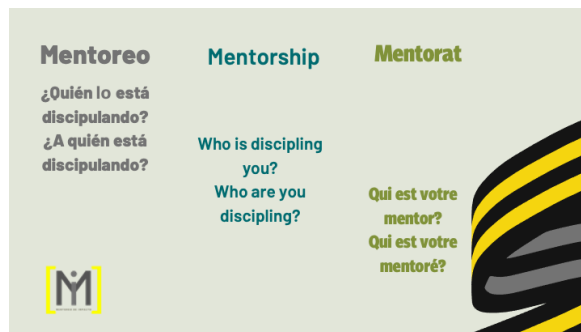 Mentoreo
¿Quién lo está
discipulando?
¿A quién está
discipulando?
Mentorship
Who is discipling
you?
Who are you
discipling?
Mentorat
Qui est votre
mentor?
Qui est votre
mentoré?